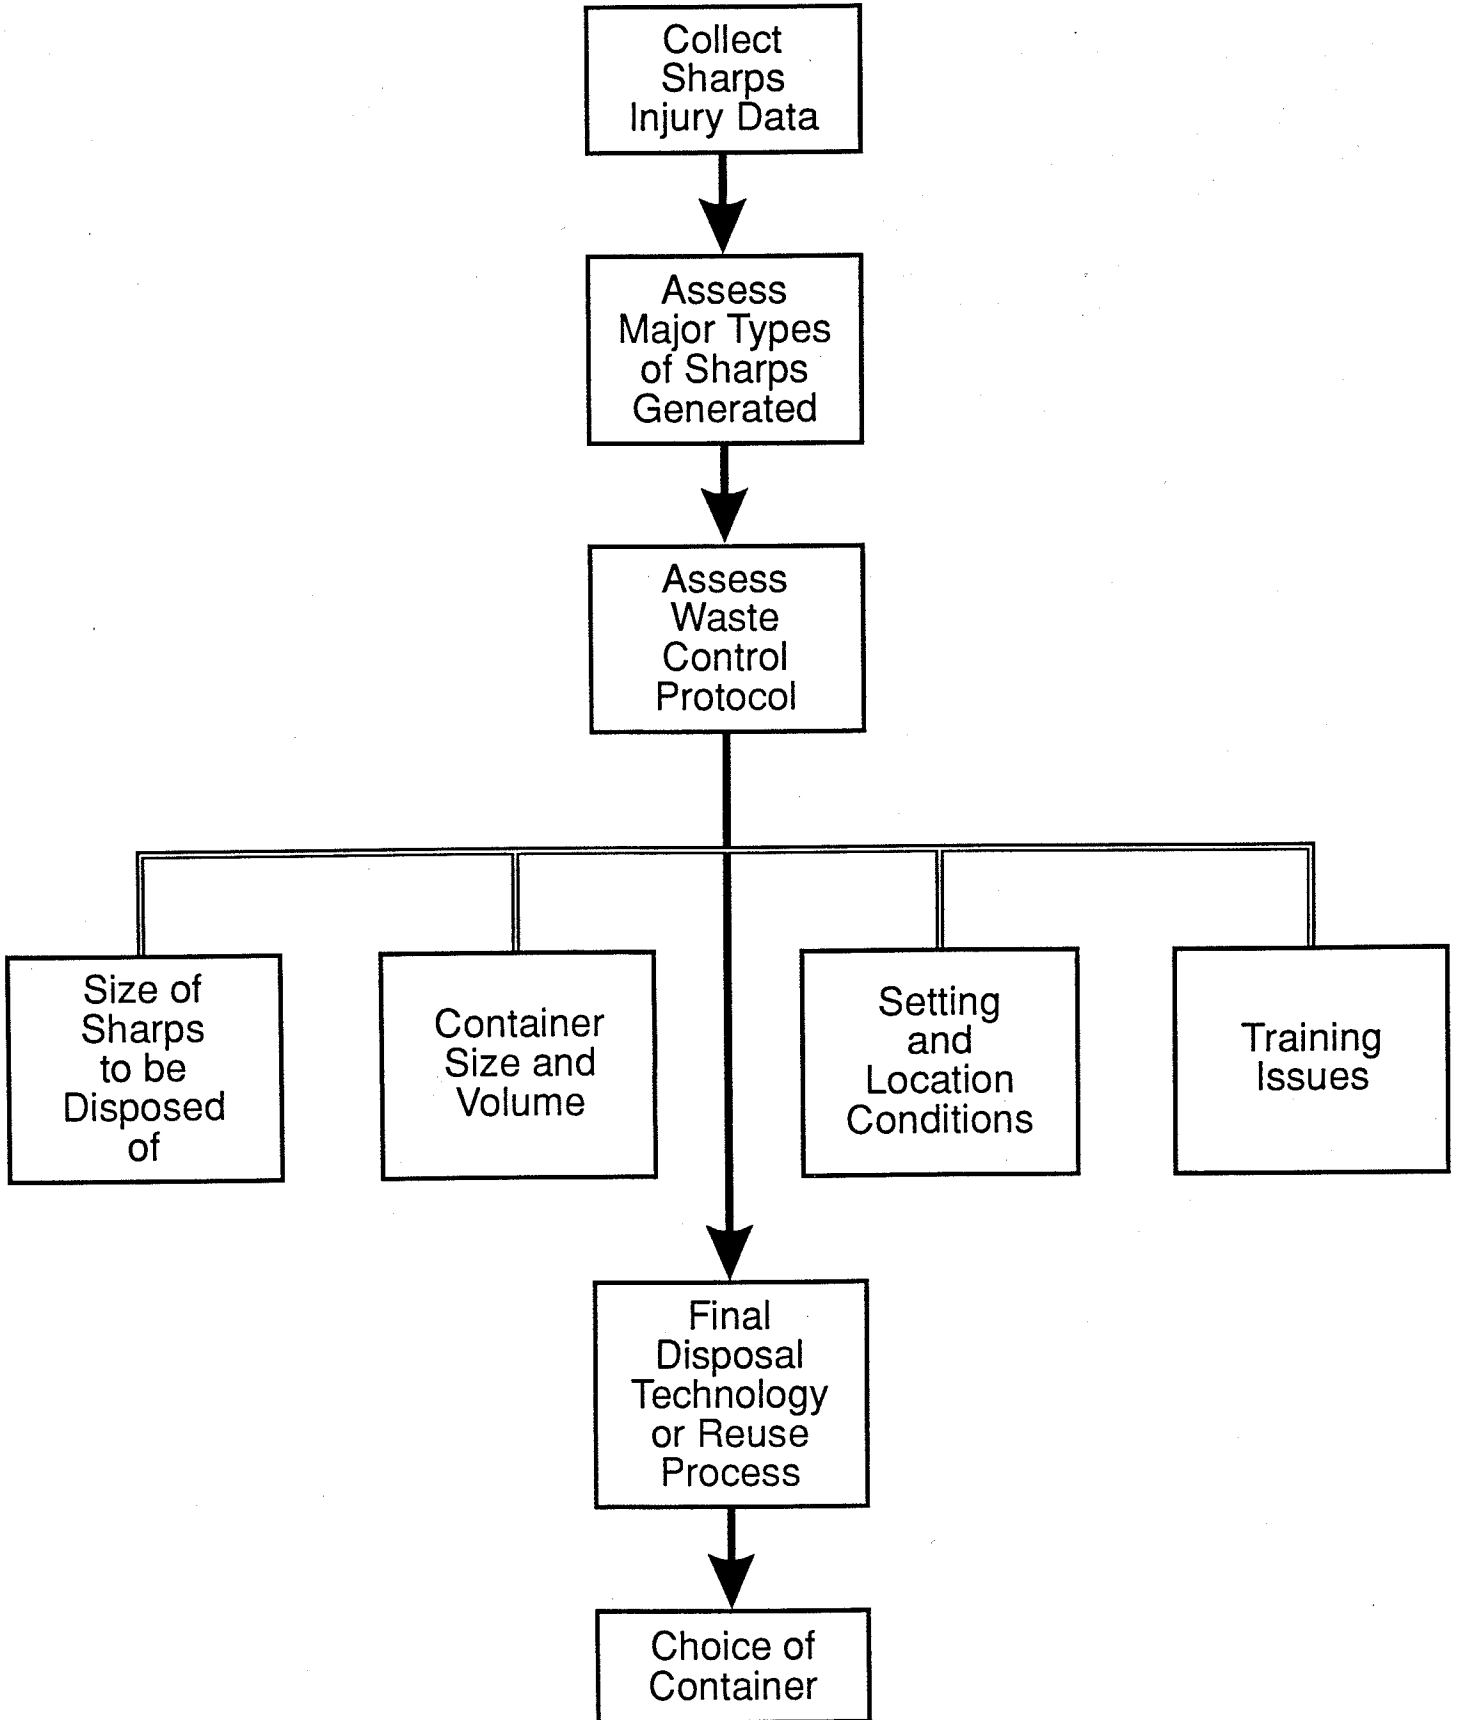 Collect
Sharps
Injury Data
Assess
Major Types
of Sharps
Generated
Assess
Waste
Control
Protocol
Size of
Sharps
to be
Disposed
of
Container
Size and
Volume
Setting
and
Location
Conditions
Training
Issues
Final
Disposal
Technology
or Reuse
Process
Choice of
Container